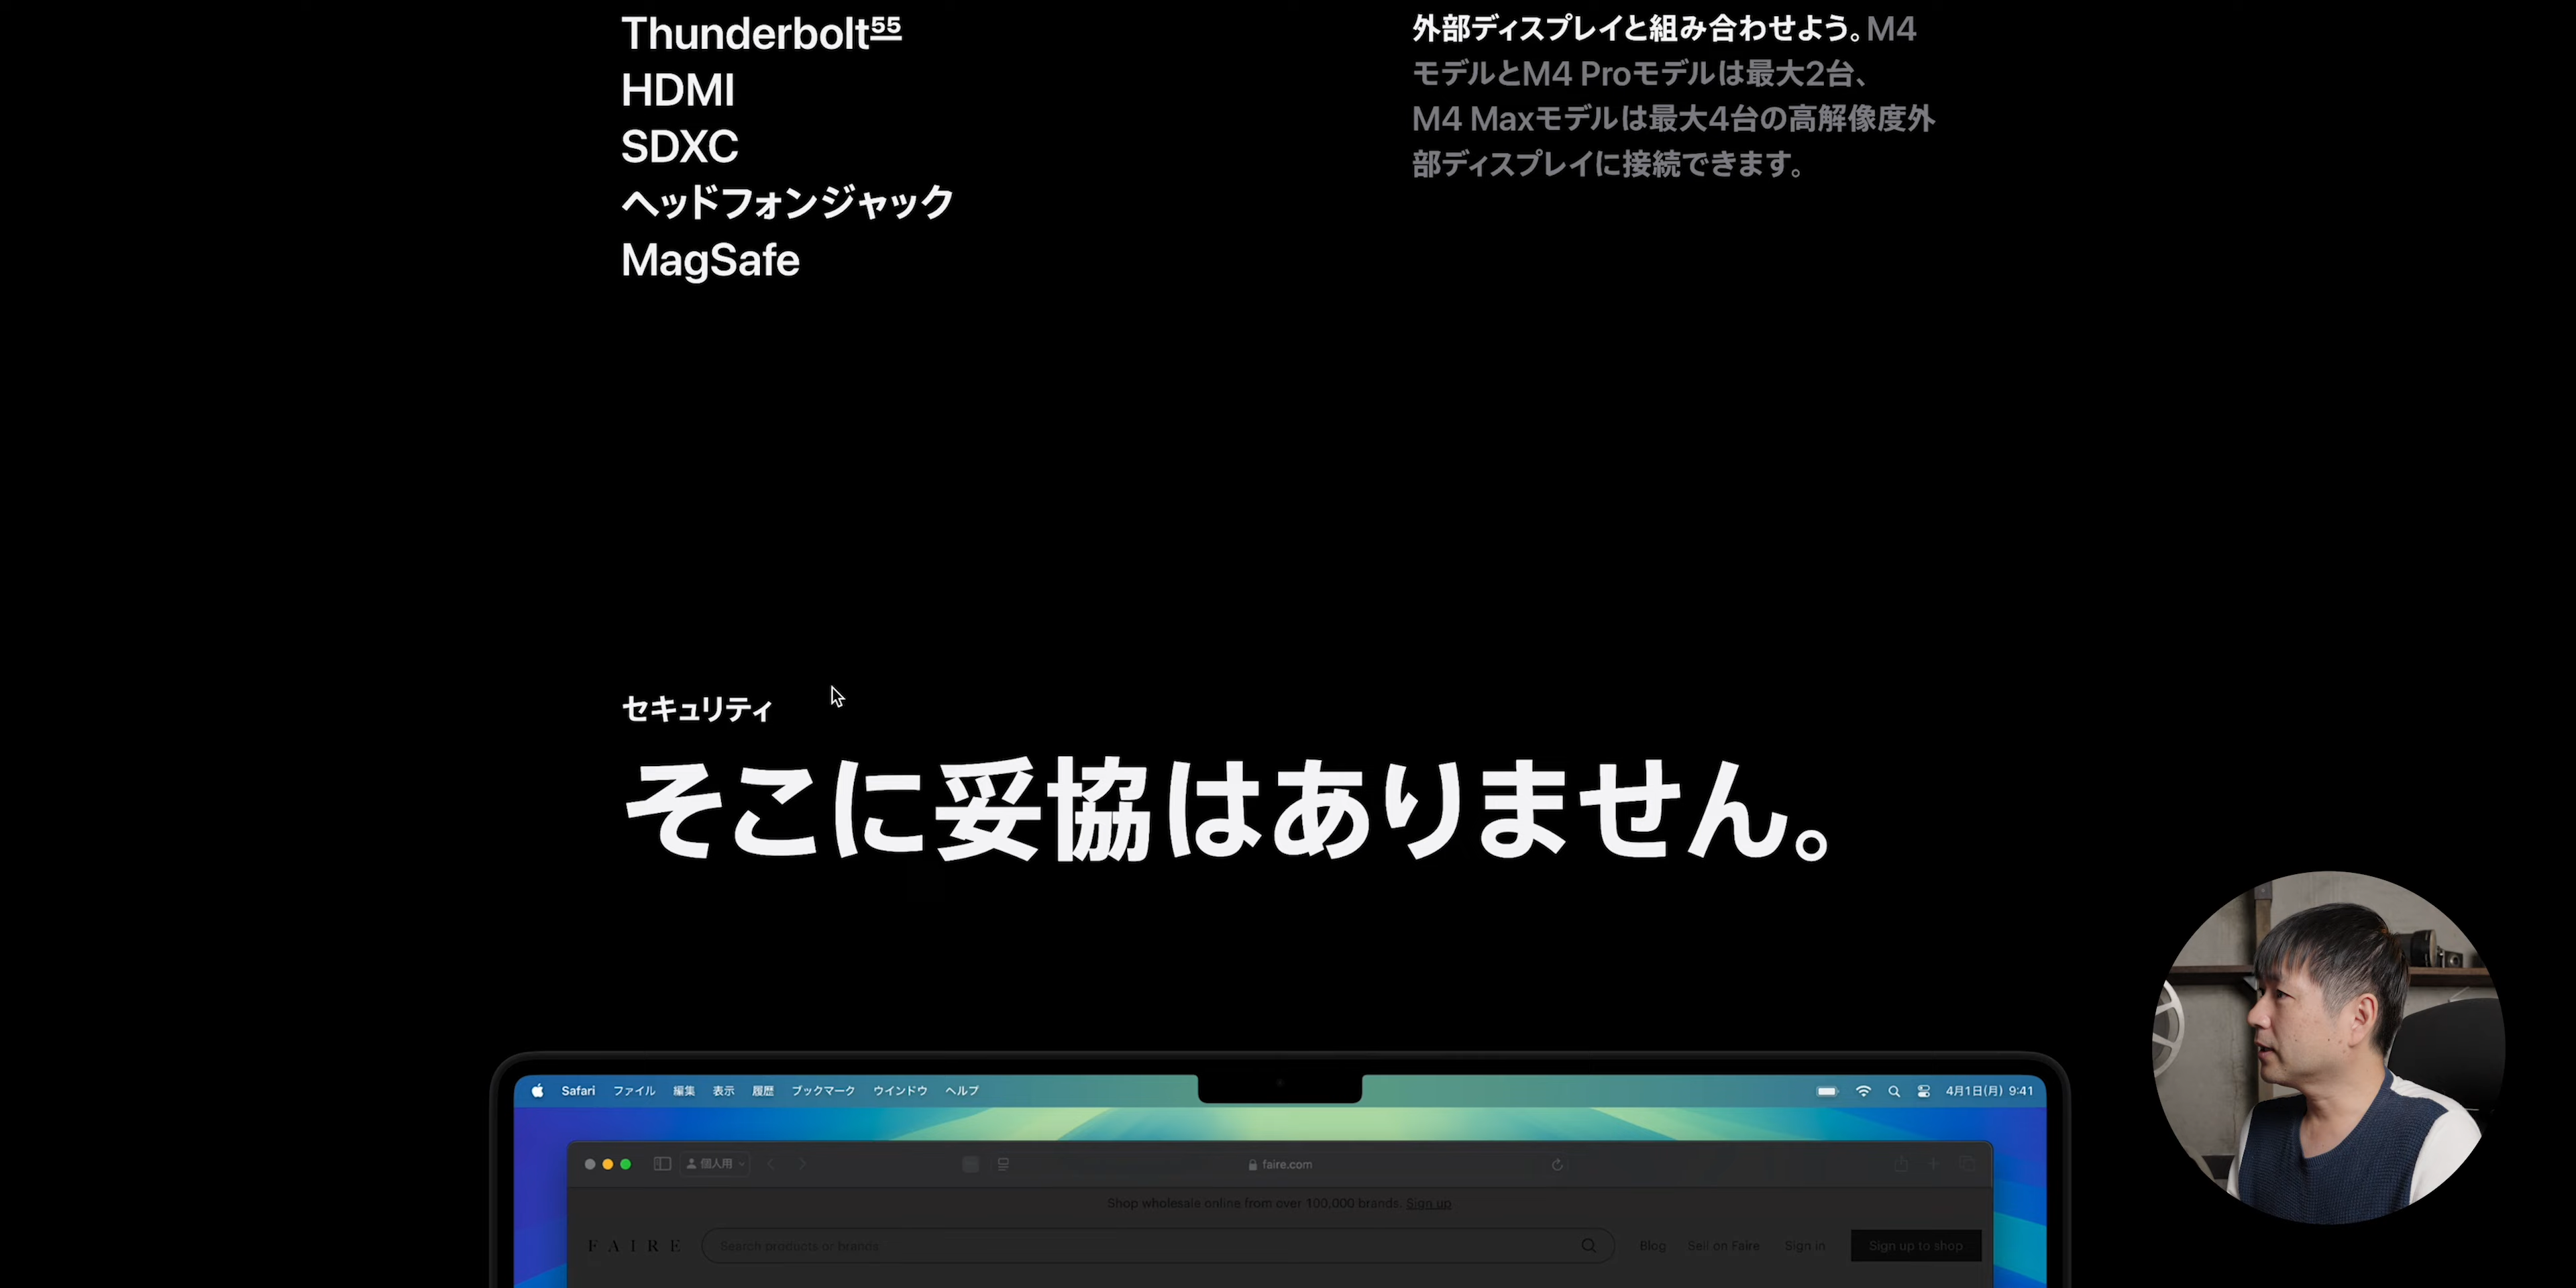 Thunderbolt⁵⁵
HDMI
SDXC
ヘッドフォンジャック
MagSafe
外部ディスプレイと組み合わせよう。M4
モデルとM4 Proモデルは最大2台、
M4 Maxモデルは最大4台の高解像度外
部ディスプレイに接続できます。
セキュリティ
そこに妥協はありません。
Safari ファイル 編集 表示 履歴 ブックマーク ウインドウ ヘルプ 4月1日(月) 9:41
個人用 faire.com
Shop wholesale online from over 100,000 brands. Sign up
FAIRE Search products or brands Blog Sell on Faire Sign in Sign up to shop